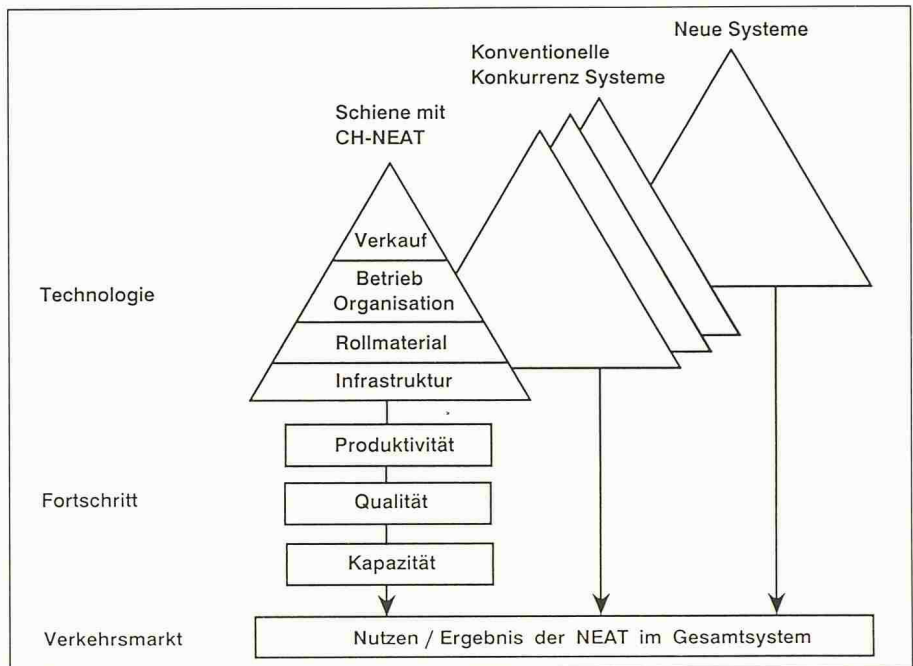 Neue Systeme
Konventionelle
Konkurrenz Systeme
Schiene mit
CH-NEAT
Verkauf
Betrieb
Organisation
Technologie
Rollmaterial
Infrastruktur
Produktivität
Fortschritt
Qualität
Kapazität
Verkehrsmarkt
Nutzen / Ergebnis der NEAT im Gesamtsystem